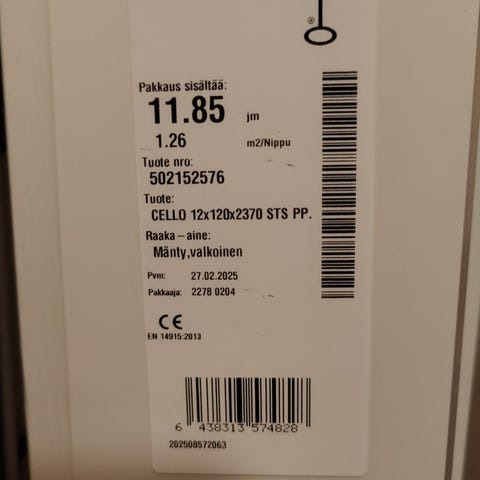 ®
Pakkaus sisältää:
11.85 jm
1.26 m2/Nippu
Tuote nro:
502152576
Tuote:
CELLO 12x120x2370 STS PP.
Raaka-aine:
Mänty,valkoinen
Pvm: 27.02.2025
Pakkaaja: 2278 0204
CE
EN 14915:2013
6 438313 574828
202508572063